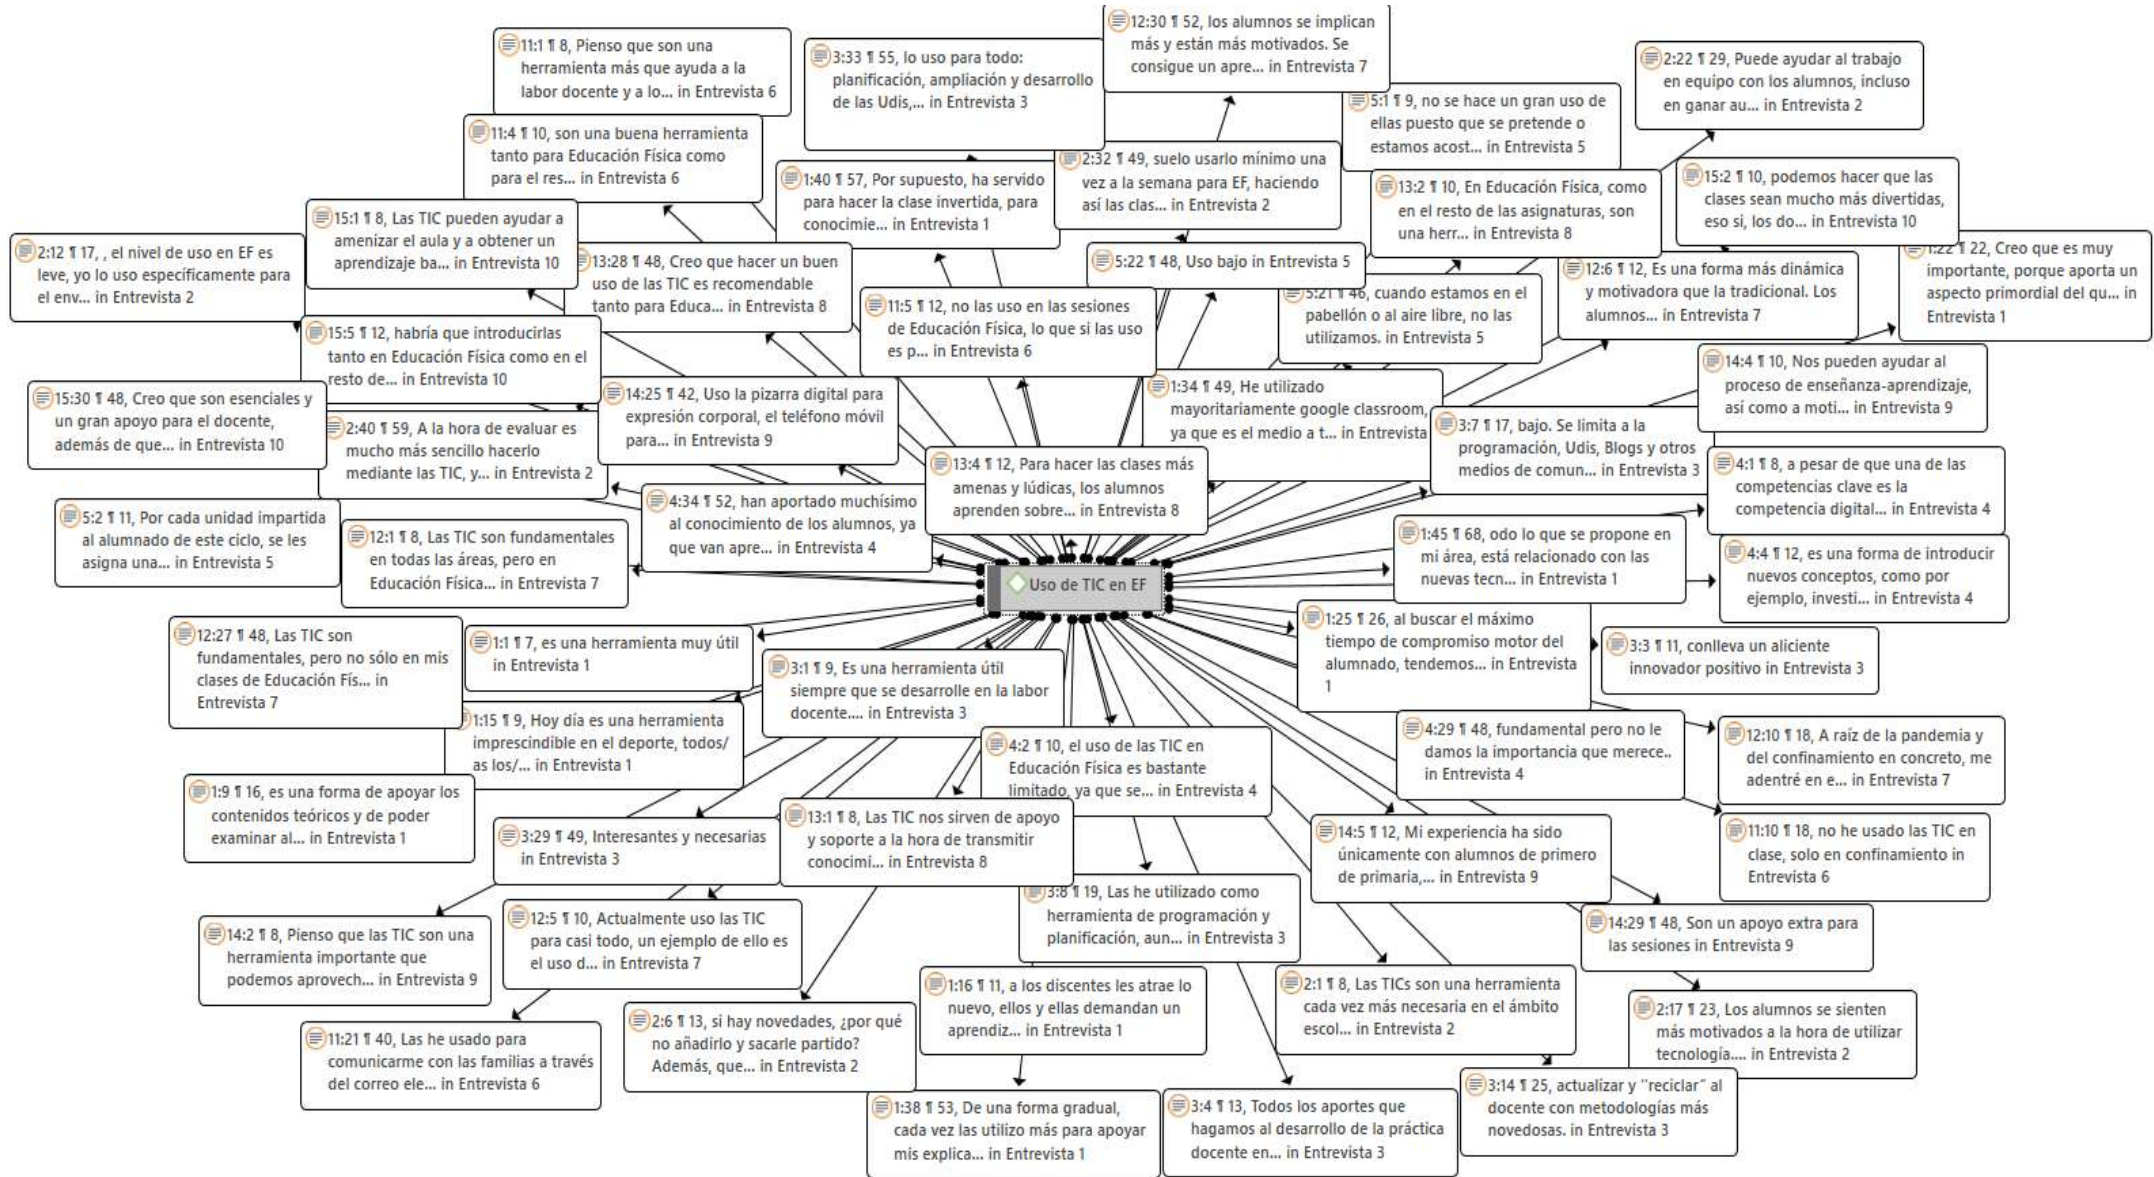 12:30 ¶ 52, los alumnos se implican
más y están más motivados. Se
consigue un apre... in Entrevista 7
11:1 ¶ 8, Pienso que son una
herramienta más que ayuda a la
labor docente y a lo... in Entrevista 6
3:33 ¶ 55, lo uso para todo:
planificación, ampliación y desarrollo
de las Udis,... in Entrevista 3
2:22 ¶ 29, Puede ayudar al trabajo
en equipo con los alumnos, incluso
en ganar au... in Entrevista 2
5:1 ¶ 9, no se hace un gran uso de
ellas puesto que se pretende o
estamos acost... in Entrevista 5
11:4 ¶ 10, son una buena herramienta
tanto para Educación Física como
para el res... in Entrevista 6
1:40 ¶ 57, Por supuesto, ha servido
para hacer la clase invertida, para
conocimie... in Entrevista 1
2:32 ¶ 49, suelo usarlo mínimo una
vez a la semana para EF, haciendo
así las clas... in Entrevista 2
13:2 ¶ 10, En Educación Física, como
en el resto de las asignaturas, son
una herr... in Entrevista 8
15:2 ¶ 10, podemos hacer que las
clases sean mucho más divertidas,
eso si, los do... in Entrevista 10
15:1 ¶ 8, Las TIC pueden ayudar a
amenizar el aula y a obtener un
aprendizaje ba... in Entrevista 10
2:12 ¶ 17, , el nivel de uso en EF es
leve, yo lo uso específicamente para
el env... in Entrevista 2
13:28 ¶ 48, Creo que hacer un buen
uso de las TIC es recomendable
tanto para Educa... in Entrevista 8
5:22 ¶ 48, Uso bajo in Entrevista 5
12:6 ¶ 12, Es una forma más dinámica
y motivadora que la tradicional. Los
alumnos... in Entrevista 7
1:22 ¶ 22, Creo que es muy
importante, porque aporta un
aspecto primordial del qu... in
Entrevista 1
11:5 ¶ 12, no las uso en las sesiones
de Educación Física, lo que si las uso
es p... in Entrevista 6
5:21 ¶ 46, cuando estamos en el
pabellón o al aire libre, no las
utilizamos. in Entrevista 5
15:5 ¶ 12, habría que introducirlas
tanto en Educación Física como en el
resto de... in Entrevista 10
14:4 ¶ 10, Nos pueden ayudar al
proceso de enseñanza-aprendizaje,
así como a moti... in Entrevista 9
15:30 ¶ 48, Creo que son esenciales y
un gran apoyo para el docente,
además de que... in Entrevista 10
14:25 ¶ 42, Uso la pizarra digital para
expresión corporal, el teléfono móvil
para... in Entrevista 9
1:34 ¶ 49, He utilizado
mayoritariamente google classroom,
ya que es el medio a t... in Entrevista
2:40 ¶ 59, A la hora de evaluar es
mucho más sencillo hacerlo
mediante las TIC, y... in Entrevista 2
3:7 ¶ 17, bajo. Se limita a la
programación, Udis, Blogs y otros
medios de comun... in Entrevista 3
13:4 ¶ 12, Para hacer las clases más
amenas y lúdicas, los alumnos
aprenden sobre... in Entrevista 8
4:1 ¶ 8, a pesar de que una de las
competencias clave es la
competencia digital... in Entrevista 4
4:34 ¶ 52, han aportado muchísimo
al conocimiento de los alumnos, ya
que van apre... in Entrevista 4
5:2 ¶ 11, Por cada unidad impartida
al alumnado de este ciclo, se les
asigna una... in Entrevista 5
12:1 ¶ 8, Las TIC son fundamentales
en todas las áreas, pero en
Educación Física... in Entrevista 7
1:45 ¶ 68, odo lo que se propone en
mi área, está relacionado con las
nuevas tecn... in Entrevista 1
4:4 ¶ 12, es una forma de introducir
nuevos conceptos, como por
ejemplo, investi... in Entrevista 4
Uso de TIC en EF
1:25 ¶ 26, al buscar el máximo
tiempo de compromiso motor del
alumnado, tendemos... in Entrevista
1
12:27 ¶ 48, Las TIC son
fundamentales, pero no sólo en mis
clases de Educación Fís... in
Entrevista 7
1:1 ¶ 7, es una herramienta muy útil
in Entrevista 1
3:3 ¶ 11, conlleva un aliciente
innovador positivo in Entrevista 3
3:1 ¶ 9, Es una herramienta útil
siempre que se desarrolle en la labor
docente.... in Entrevista 3
1:15 ¶ 9, Hoy día es una herramienta
imprescindible en el deporte, todos/
as los/... in Entrevista 1
4:29 ¶ 48, fundamental pero no le
damos la importancia que merece..
in Entrevista 4
12:10 ¶ 18, A raíz de la pandemia y
del confinamiento en concreto, me
adentré en e... in Entrevista 7
4:2 ¶ 10, el uso de las TIC en
Educación Física es bastante
limitado, ya que se... in Entrevista 4
1:9 ¶ 16, es una forma de apoyar los
contenidos teóricos y de poder
examinar al... in Entrevista 1
13:1 ¶ 8, Las TIC nos sirven de apoyo
y soporte a la hora de transmitir
conocimi... in Entrevista 8
3:29 ¶ 49, Interesantes y necesarias
in Entrevista 3
14:5 ¶ 12, Mi experiencia ha sido
únicamente con alumnos de primero
de primaria,... in Entrevista 9
11:10 ¶ 18, no he usado las TIC en
clase, solo en confinamiento in
Entrevista 6
3:8 ¶ 19, Las he utilizado como
herramienta de programación y
planificación, aun... in Entrevista 3
14:2 ¶ 8, Pienso que las TIC son una
herramienta importante que
podemos aprovech... in Entrevista 9
12:5 ¶ 10, Actualmente uso las TIC
para casi todo, un ejemplo de ello es
el uso d... in Entrevista 7
14:29 ¶ 48, Son un apoyo extra para
las sesiones in Entrevista 9
1:16 ¶ 11, a los discentes les atrae lo
nuevo, ellos y ellas demandan un
aprendiz... in Entrevista 1
2:1 ¶ 8, Las TICs son una herramienta
cada vez más necesaria en el ámbito
escol... in Entrevista 2
2:17 ¶ 23, Los alumnos se sienten
más motivados a la hora de utilizar
tecnología.... in Entrevista 2
11:21 ¶ 40, Las he usado para
comunicarme con las familias a través
del correo ele... in Entrevista 6
2:6 ¶ 13, si hay novedades, ¿por qué
no añadirlo y sacarle partido?
Además, que... in Entrevista 2
1:38 ¶ 53, De una forma gradual,
cada vez las utilizo más para apoyar
mis explica... in Entrevista 1
3:4 ¶ 13, Todos los aportes que
hagamos al desarrollo de la práctica
docente en... in Entrevista 3
3:14 ¶ 25, actualizar y "reciclar" al
docente con metodologías más
novedosas. in Entrevista 3